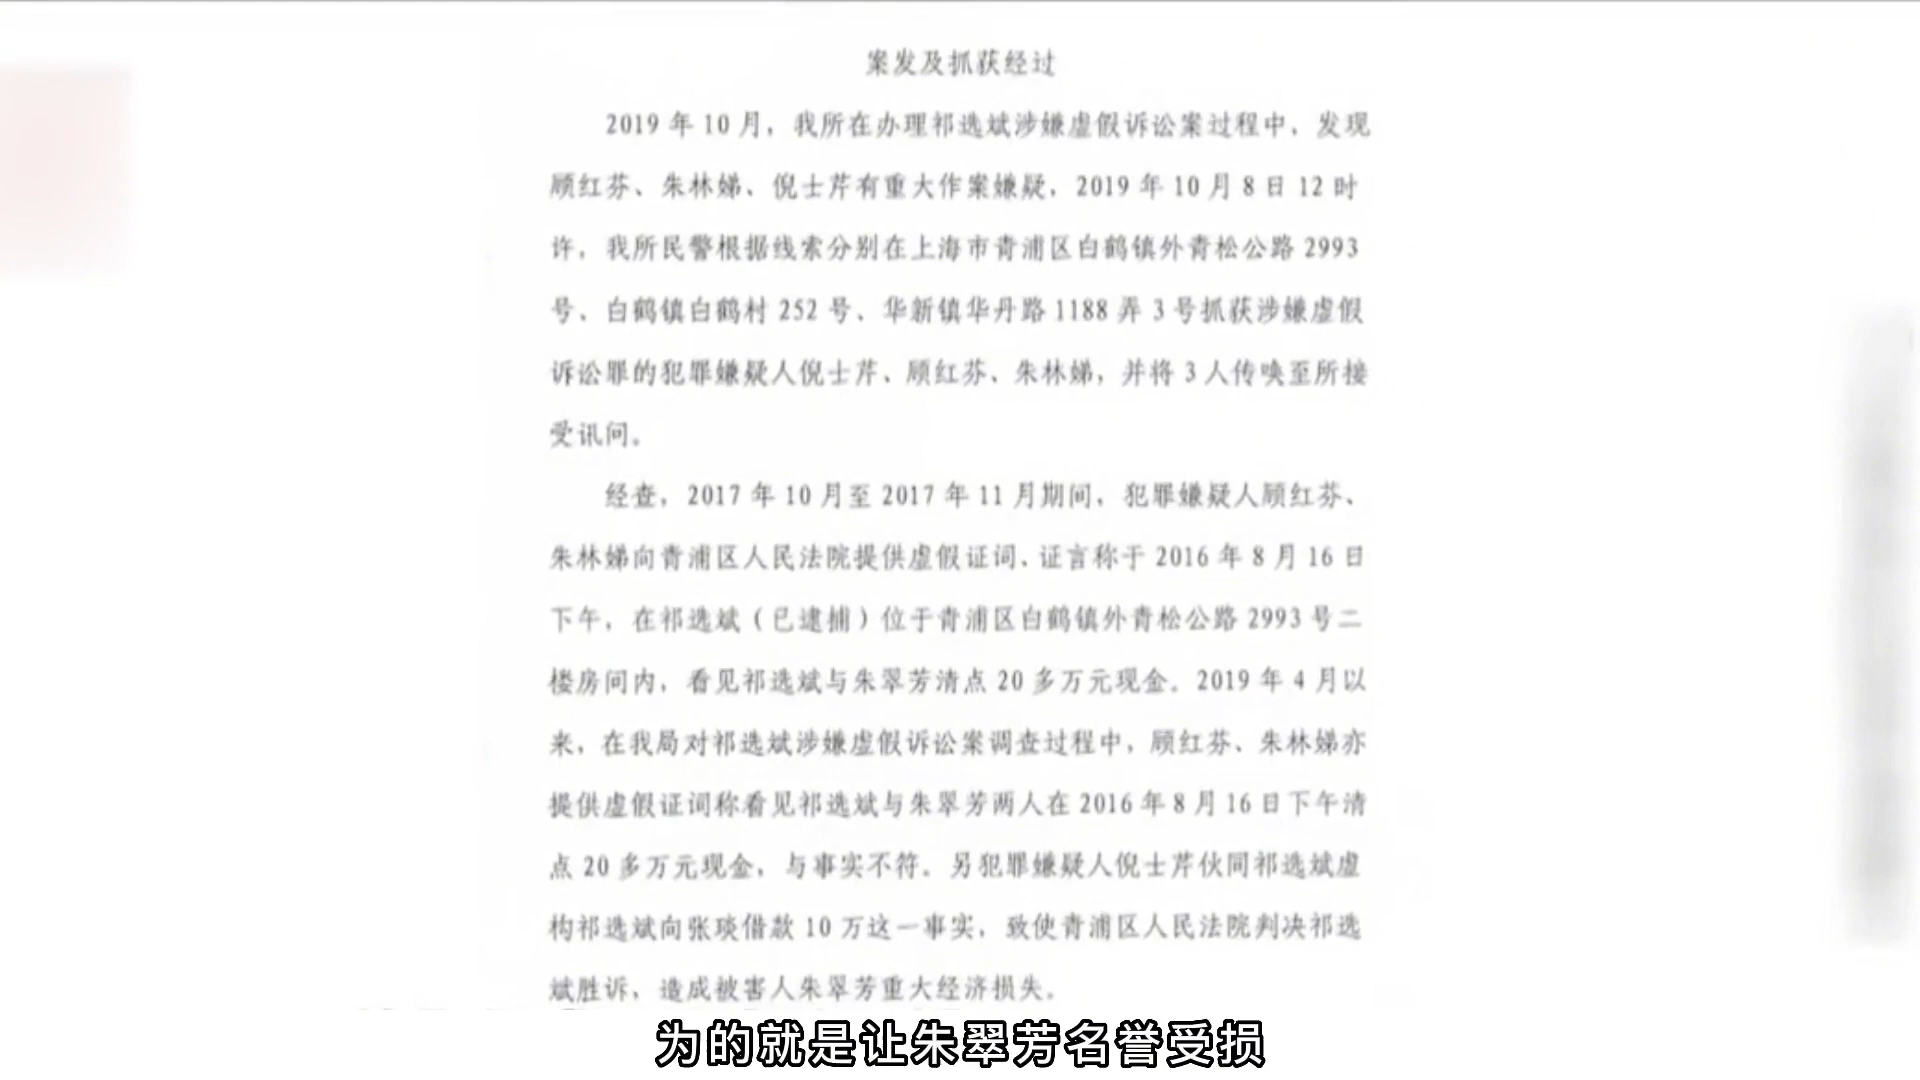 案发及抓获经过
2019年10月，我所在办理祁选斌涉嫌虚假诉讼案过程中，发现
顾红芬、朱林娣、倪士芹有重大作案嫌疑，2019年10月8日12时
许，我所民警根据线索分别在上海市青浦区白鹤镇外青松公路2993
号、白鹤镇白鹤村252号、华新镇华丹路1188弄3号抓获涉嫌虚假
诉讼罪的犯罪嫌疑人倪士芹、顾红芬、朱林娣，并将3人传唤至所接
受讯问。
经查，2017年10月至2017年11月期间，犯罪嫌疑人顾红芬、
朱林娣向青浦区人民法院提供虚假证词、证言称于2016年8月16日
下午，在祁选斌（已逮捕）位于青浦区白鹤镇外青松公路2993号二
楼房间内，看见祁选斌与朱翠芳清点20多万元现金。2019年4月以
来，在我局对祁选斌涉嫌虚假诉讼案调查过程中，顾红芬、朱林娣亦
提供虚假证词称看见祁选斌与朱翠芳两人在2016年8月16日下午清
点20多万元现金，与事实不符。另犯罪嫌疑人倪士芹伙同祁选斌虚
构祁选斌向张琰借款10万这一事实，致使青浦区人民法院判决祁选
斌胜诉，造成被害人朱翠芳重大经济损失。
为的就是让朱翠芳名誉受损